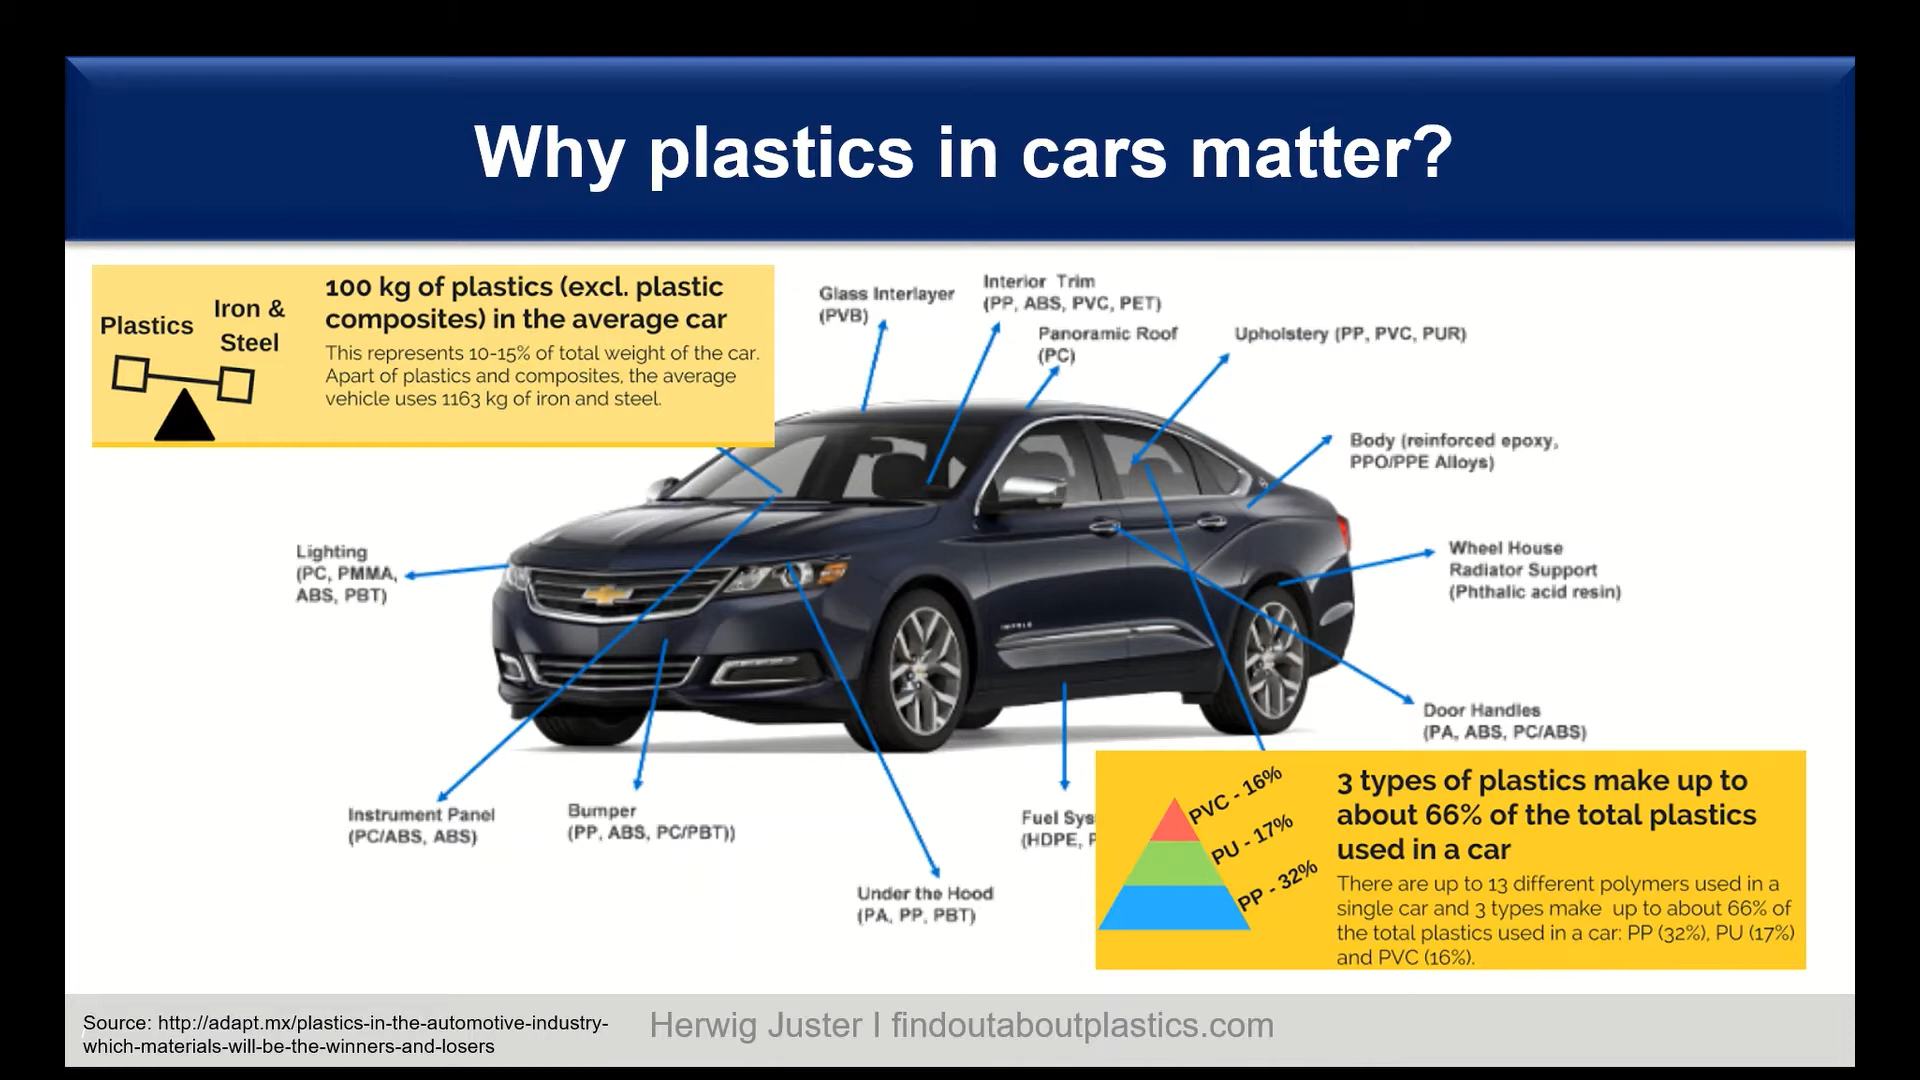 Why plastics in cars matter?
Plastics
Iron &
Steel
100 kg of plastics (excl. plastic
composites) in the average car
This represents 10-15% of total weight of the car.
Apart of plastics and composites, the average
vehicle uses 1163 kg of iron and steel.
Glass Interlayer
(PVB)
Interior Trim
(PP, ABS, PVC, PET)
Panoramic Roof
(PC)
Upholstery (PP, PVC, PUR)
Body (reinforced epoxy,
PPO/PPE Alloys)
Lighting
(PC, PMMA,
ABS, PBT)
Wheel House
Radiator Support
(Phthalic acid resin)
Door Handles
(PA, ABS, PC/ABS)
Instrument Panel
(PC/ABS, ABS)
Bumper
(PP, ABS, PC/PBT))
Under the Hood
(PA, PP, PBT)
Fuel Sys
(HDPE, P
PVC - 16%
PU - 17%
PP - 32%
3 types of plastics make up to
about 66% of the total plastics
used in a car
There are up to 13 different polymers used in a
single car and 3 types make up to about 66% of
the total plastics used in a car: PP (32%), PU (17%)
and PVC (16%).
Source: http://adapt.mx/plastics-in-the-automotive-industry-
which-materials-will-be-the-winners-and-losers
Herwig Juster I findoutaboutplastics.com